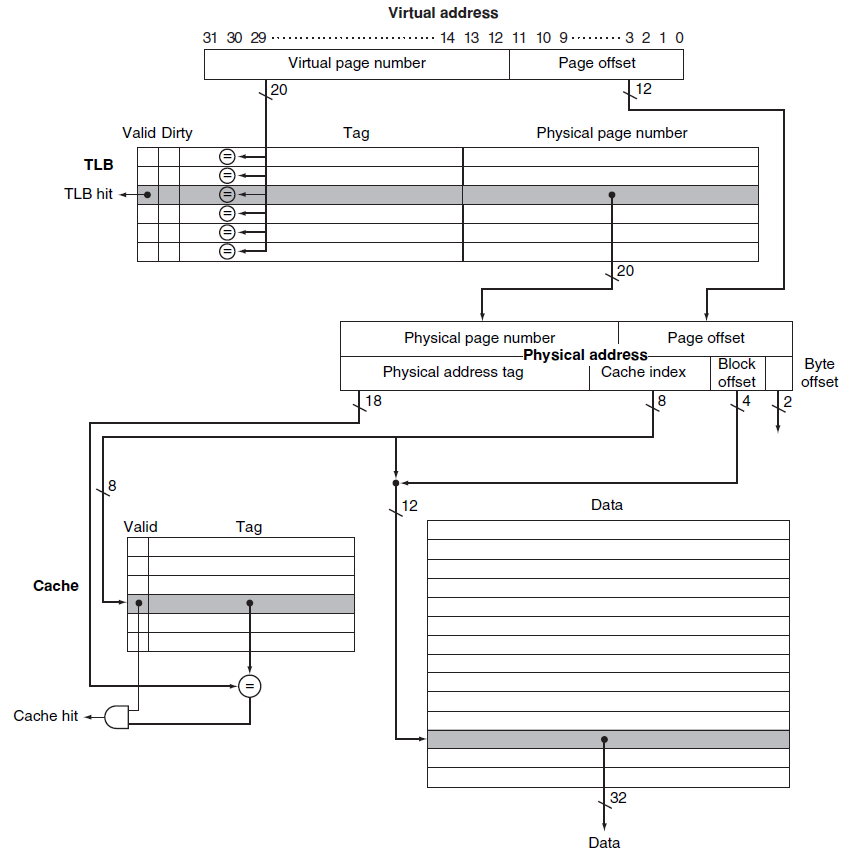 Virtual address
31 30 29 ··························· 14 13 12 11 10 9 ········· 3 2 1 0
Virtual page number Page offset
20 12
Valid Dirty Tag Physical page number
TLB
= 
TLB hit
=
=
=
=
=
20
Physical page number Page offset
Physical address
Physical address tag Cache index Block offset Byte offset
18 8 4 2
8
12
Data
Valid Tag
Cache
=
Cache hit
32
Data